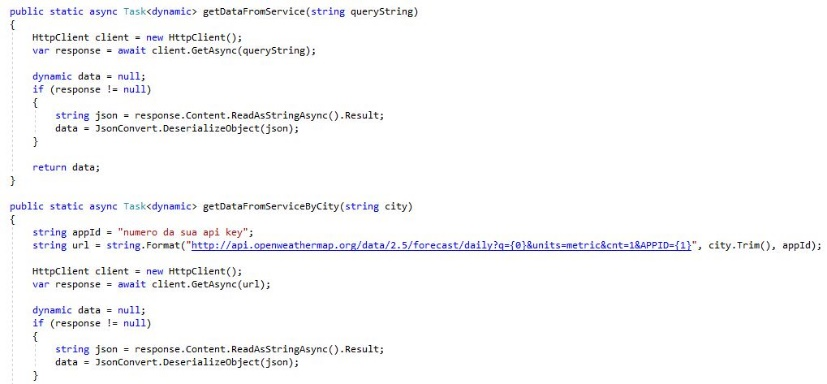 public static async Task<dynamic> getDataFromService(string queryString)
{
HttpClient client = new HttpClient();
var response = await client.GetAsync(queryString);
dynamic data = null;
if (response != null)
{
string json = response.Content.ReadAsStringAsync().Result;
data = JsonConvert.DeserializeObject(json);
}
return data;
}
public static async Task<dynamic> getDataFromServiceByCity(string city)
{
string appId = "numero da sua api key";
string url = string.Format("http://api.openweathermap.org/data/2.5/forecast/daily?q={0}&units=metric&cnt=1&APPID={1}", city.Trim(), appId);
HttpClient client = new HttpClient();
var response = await client.GetAsync(url);
dynamic data = null;
if (response != null)
{
string json = response.Content.ReadAsStringAsync().Result;
data = JsonConvert.DeserializeObject(json);
}